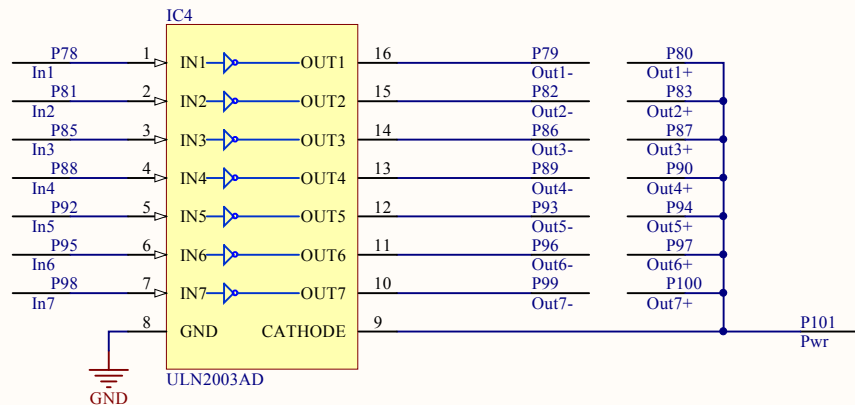 IC4
P78 1 IN1 OUT1 16 P79 P80
In1 Out1- Out1+
P81 2 IN2 OUT2 15 P82 P83
In2 Out2- Out2+
P85 3 IN3 OUT3 14 P86 P87
In3 Out3- Out3+
P88 4 IN4 OUT4 13 P89 P90
In4 Out4- Out4+
P92 5 IN5 OUT5 12 P93 P94
In5 Out5- Out5+
P95 6 IN6 OUT6 11 P96 P97
In6 Out6- Out6+
P98 7 IN7 OUT7 10 P99 P100
In7 Out7- Out7+
8 GND CATHODE 9 P101
Pwr
ULN2003AD
GND